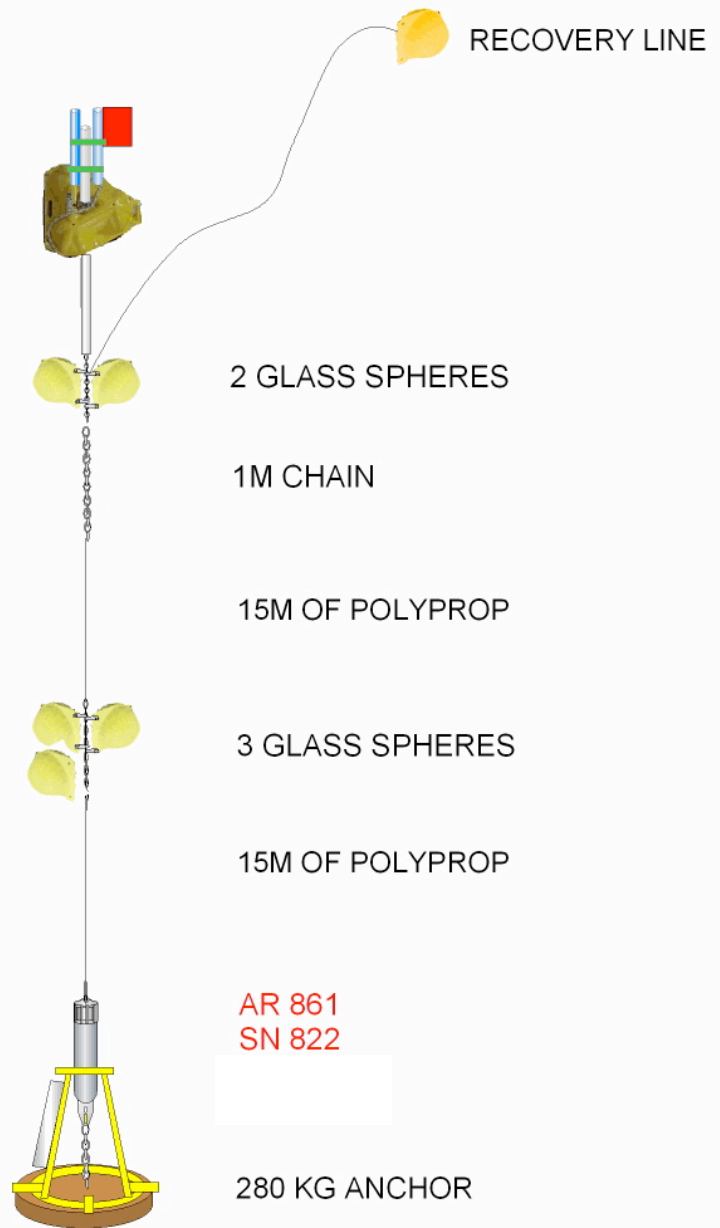 RECOVERY LINE
2 GLASS SPHERES
1M CHAIN
15M OF POLYPROP
3 GLASS SPHERES
15M OF POLYPROP
AR 861
SN 822
280 KG ANCHOR